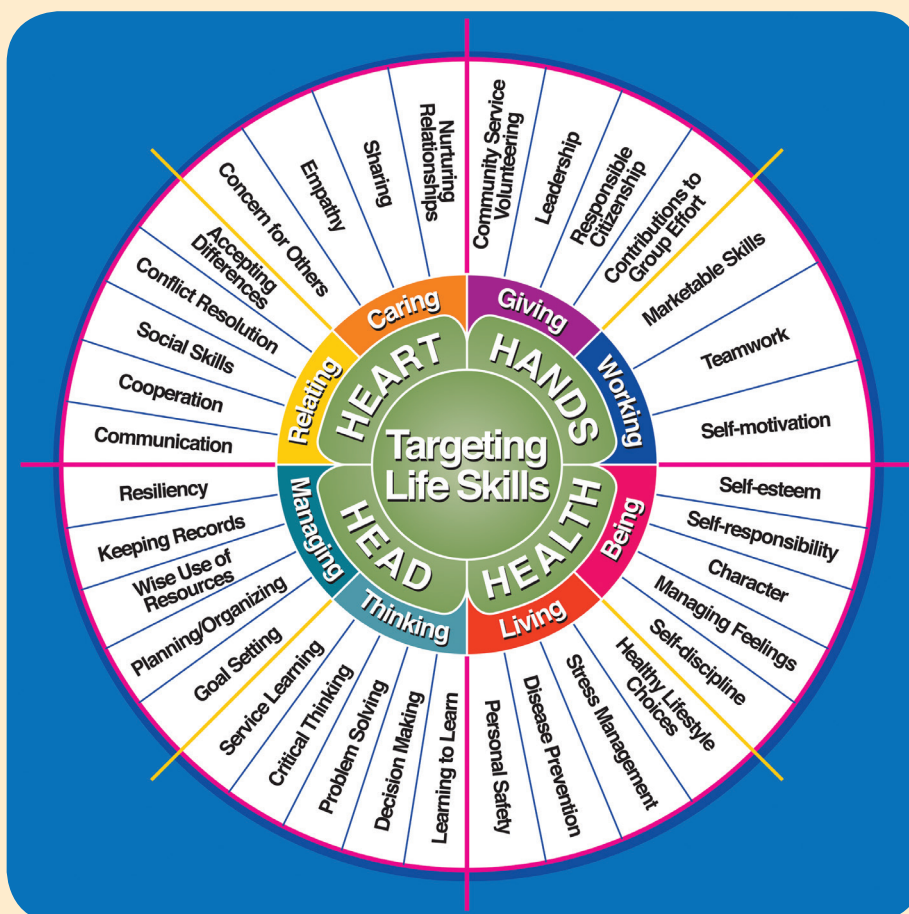 Targeting
Life Skills
HEART
HANDS
HEALTH
HEAD
Caring
Giving
Working
Being
Living
Thinking
Managing
Relating
Community Service
Volunteering
Leadership
Responsible
Citizenship
Contributions to
Group Effort
Marketable Skills
Teamwork
Self-motivation
Self-esteem
Self-responsibility
Character
Managing Feelings
Self-discipline
Healthy Lifestyle
Choices
Stress Management
Disease Prevention
Personal Safety
Learning to Learn
Decision Making
Problem Solving
Critical Thinking
Service Learning
Goal Setting
Planning/Organizing
Wise Use of
Resources
Keeping Records
Resiliency
Communication
Cooperation
Social Skills
Conflict Resolution
Accepting
Differences
Concern for Others
Empathy
Sharing
Nurturing
Relationships